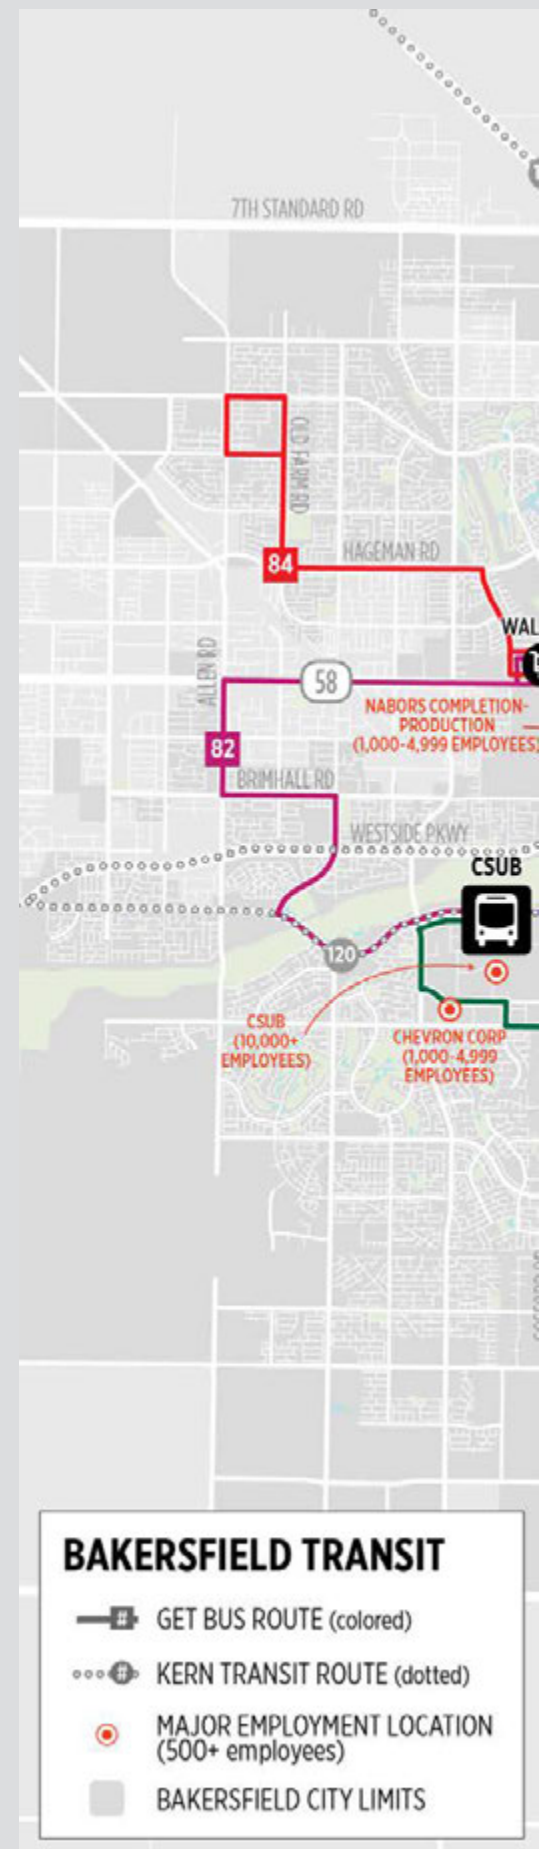 7TH STANDARD RD
OLD FARM RD
84
HAGEMAN RD
WAL
ALLEN RD
58
NABORS COMPLETION-
PRODUCTION
(1,000-4,999 EMPLOYEES)
82
BRIMHALL RD
WESTSIDE PKWY
CSUB
120
CSUB
(10,000+
EMPLOYEES)
CHEVRON CORP
(1,000-4,999
EMPLOYEES)
BAKERSFIELD TRANSIT
# GET BUS ROUTE (colored)
# KERN TRANSIT ROUTE (dotted)
MAJOR EMPLOYMENT LOCATION
(500+ employees)
BAKERSFIELD CITY LIMITS